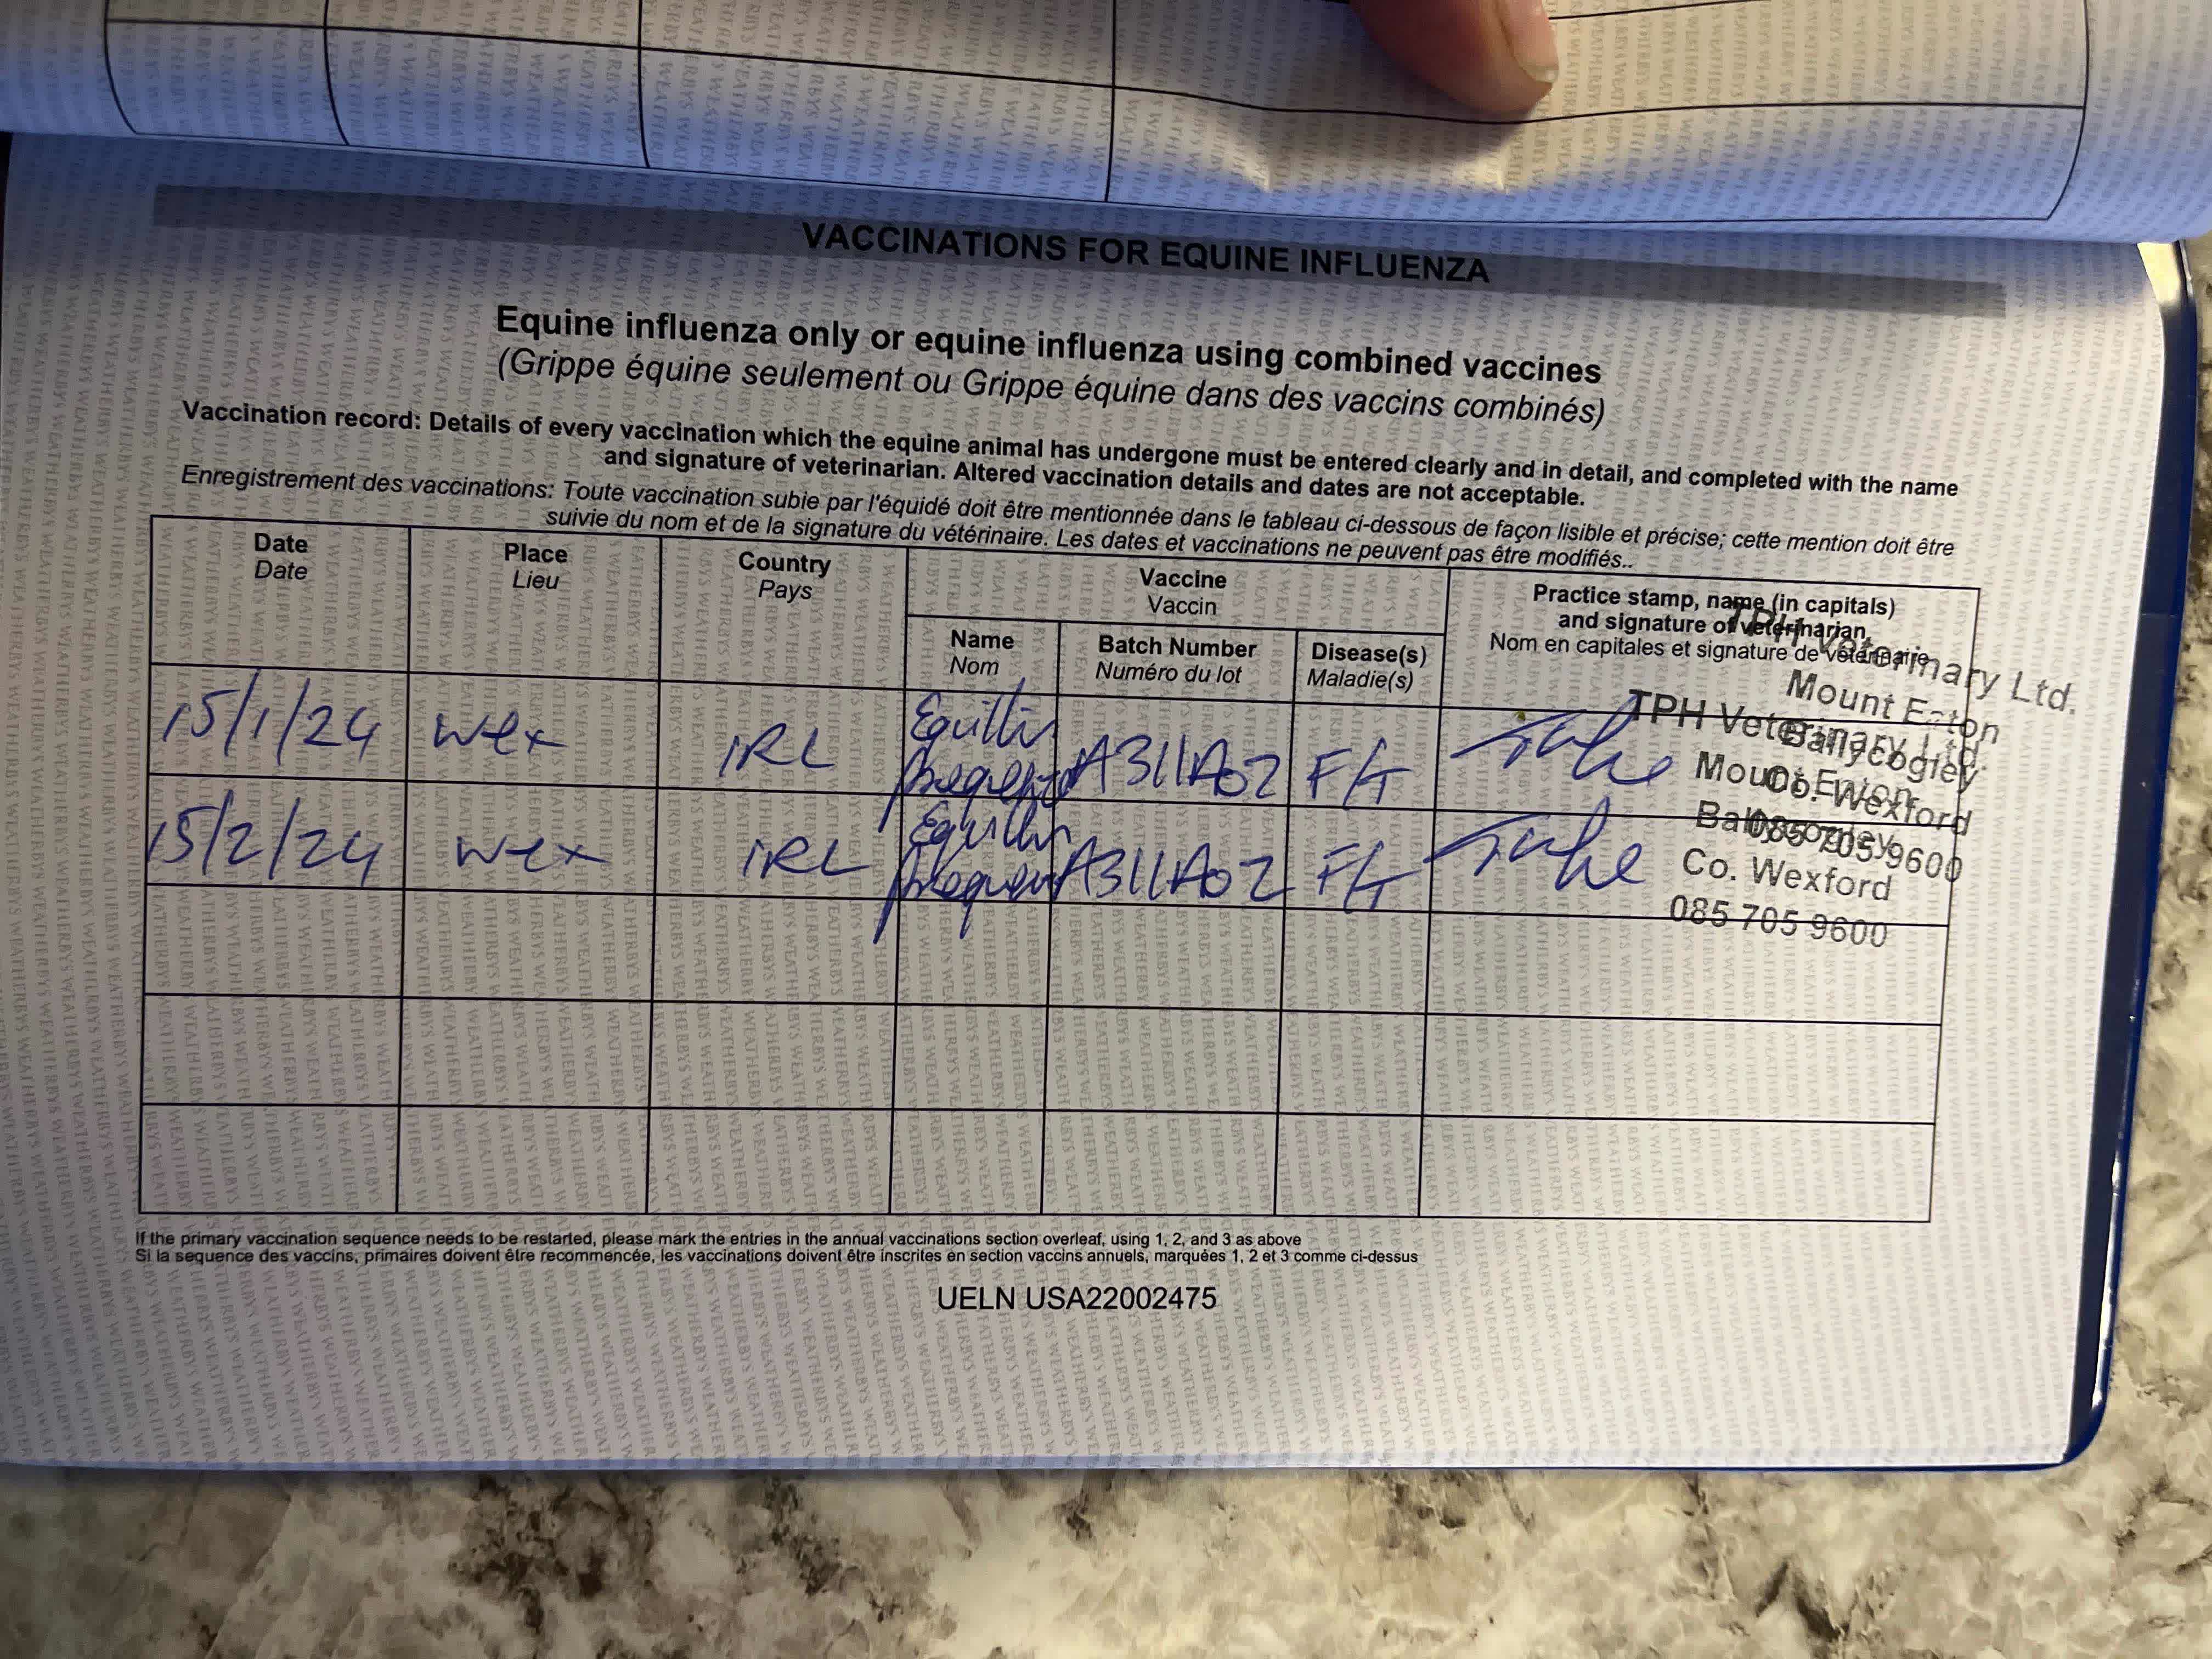 VACCINATIONS FOR EQUINE INFLUENZA
Equine influenza only or equine influenza using combined vaccines
(Grippe équine seulement ou Grippe équine dans des vaccins combinés)
Vaccination record: Details of every vaccination which the equine animal has undergone must be entered clearly and in detail, and completed with the name
and signature of veterinarian. Altered vaccination details and dates are not acceptable.
Enregistrement des vaccinations: Toute vaccination subie par l'équidé doit être mentionnée dans le tableau ci-dessous de façon lisible et précise; cette mention doit être
suivie du nom et de la signature du vétérinaire. Les dates et vaccinations ne peuvent pas être modifiés..
Date
Date
Place
Lieu
Country
Pays
Vaccine
Vaccin
Name
Nom
Batch Number
Numéro du lot
Disease(s)
Maladie(s)
Practice stamp, name (in capitals)
and signature of veterinarian
Nom en capitales et signature de vétérinaire
TPH Veterinary Ltd.
Mount Eaton
Ballycogley
Co. Wexford
085 705 9600
15/1/24 wex IRL A311A02 F/T
TPH Veterinary Ltd.
Mount Eaton
Ballycogley
Co. Wexford
085 705 9600
15/2/24 wex IRL A311A02 F/T
If the primary vaccination sequence needs to be restarted, please mark the entries in the annual vaccinations section overleaf, using 1, 2, and 3 as above
Si la sequence des vaccins, primaires doivent être recommencée, les vaccinations doivent être inscrites en section vaccins annuels, marquées 1, 2 et 3 comme ci-dessus
UELN USA22002475